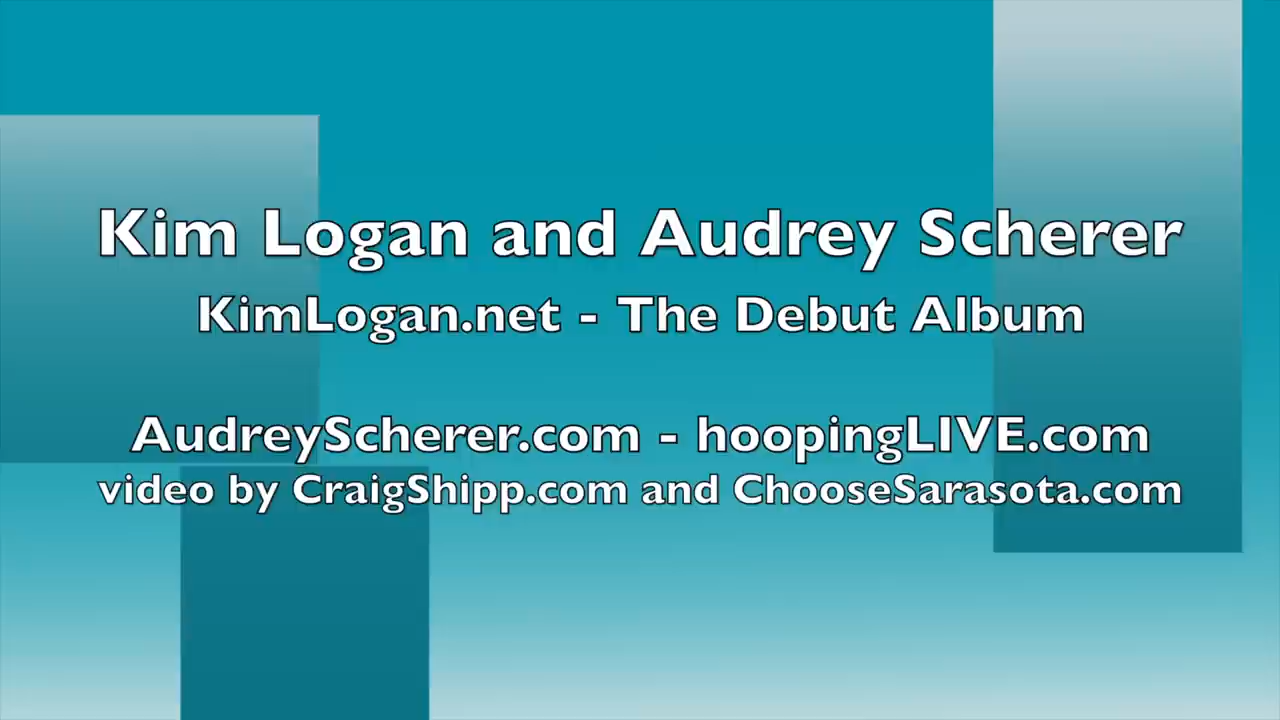 Kim Logan and Audrey Scherer
KimLogan.net - The Debut Album
AudreyScherer.com - hoopingLIVE.com
video by CraigShipp.com and ChooseSarasota.com